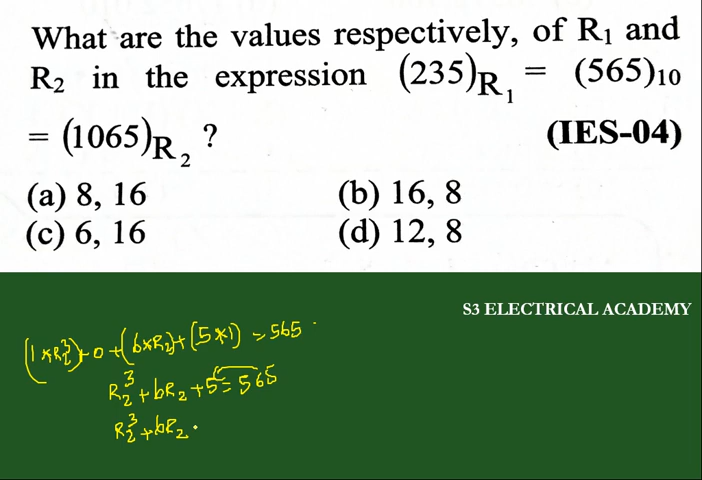 What are the values respectively, of R₁ and
R₂ in the expression (235)R₁ = (565)₁₀
= (1065)R₂ ? (IES-04)
(a) 8, 16 (b) 16, 8
(c) 6, 16 (d) 12, 8
S3 ELECTRICAL ACADEMY
(1*R₂³)+0+(6×R₂)+(5*1)=565
R₂³+6R₂+5=565
R₂³+6R₂